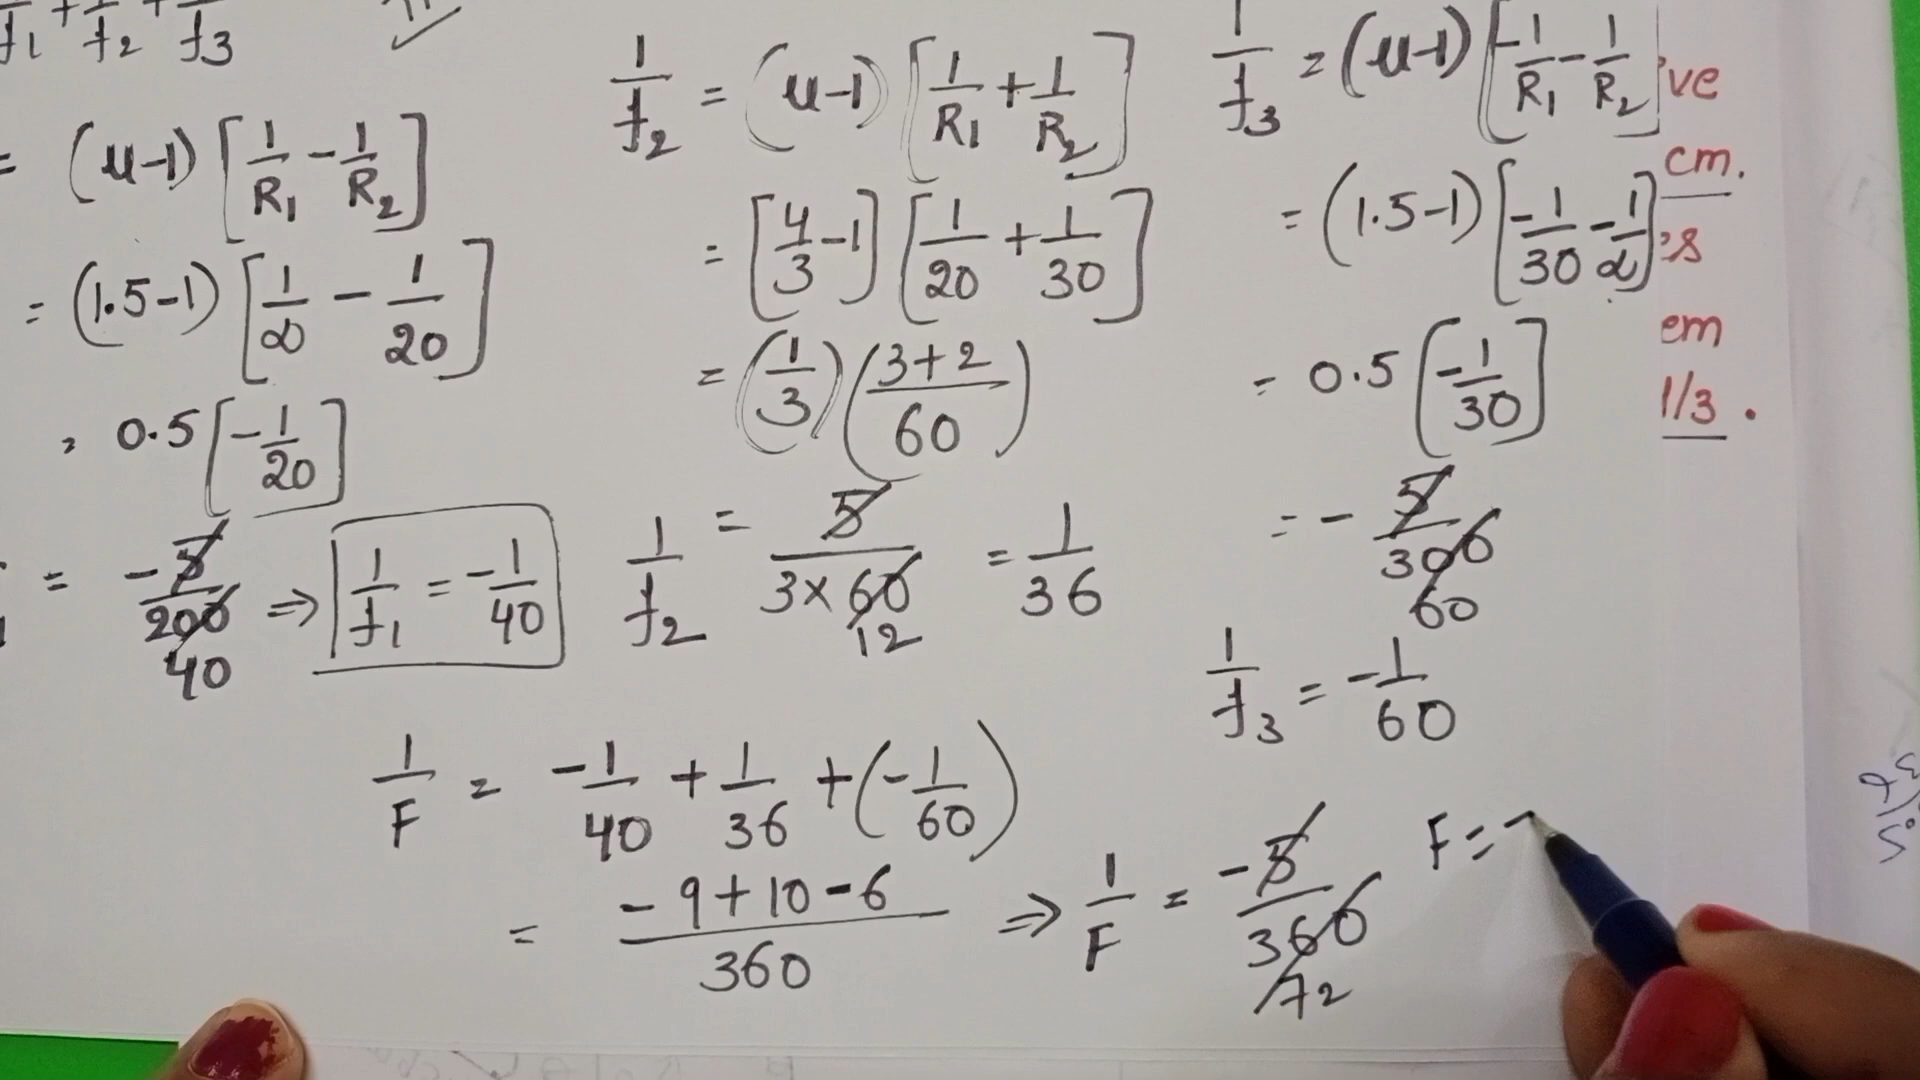 1/f₁ + 1/f₂ + 1/f₃
= (μ-1) [1/R₁ - 1/R₂]
= (1.5-1) [1/∞ - 1/20]
= 0.5 [-1/20]
= -5/200 40 ⇒ 1/f₁ = -1/40
1/f₂ = (μ-1) [1/R₁ + 1/R₂]
= [4/3 - 1] [1/20 + 1/30]
= (1/3) (3+2/60)
1/f₂ = 5/3×60 12 = 1/36
1/f₃ = (μ-1) [-1/R₁ - 1/R₂]
= (1.5-1) [-1/30 - 1/∞]
= 0.5 [-1/30]
= - 5/300 60
1/f₃ = -1/60
1/F = -1/40 + 1/36 + (-1/60)
= -9+10-6/360 ⇒ 1/F = -5/360 72
F = -
've
cm.
es
em
1/3 .